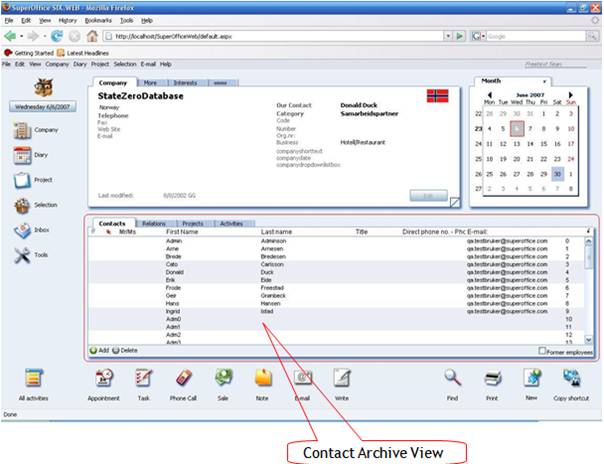 SuperOffice SIX.WEB - Mozilla Firefox
File Edit View History Bookmarks Tools Help
http://localhost/SuperOfficeWeb/default.aspx
Google
Getting Started Latest Headlines
File Edit View Company Diary Project Selection E-mail Help
Wednesday 6/6/2007
Company
Diary
Project
Selection
Inbox
Tools
Company More Interests www
StateZeroDatabase
Norway
Telephone
Fax
Web Site
E-mail
Our Contact Donald Duck
Category Samarbeidspartner
Code
Number
Org.nr:
Business Hotell/Restaurant
companyshorttext
companydate
companydropdownlistbox
Last modified: 6/8/2002 GG
Edit
Month
June 2007
Mon Tue Wed Thu Fri Sat Sun
22 28 29 30 31 1 2 3
23 4 5 6 7 8 9 10
24 11 12 13 14 15 16 17
25 18 19 20 21 22 23 24
26 25 26 27 28 29 30 1
27 2 3 4 5 6 7 8
Contacts Relations Projects Activities
Mr/Ms First Name Last name Title Direct phone no. - Phc E-mail:
Admin Adminson qa.testbruker@superoffice.com 0
Arne Arnesen qa.testbruker@superoffice.com 1
Brede Bredesen qa.testbruker@superoffice.com 2
Cato Carlsson qa.testbruker@superoffice.com 3
Donald Duck qa.testbruker@superoffice.com 4
Erik Eide qa.testbruker@superoffice.com 5
Frode Freestad qa.testbruker@superoffice.com 6
Geir Grambeck qa.testbruker@superoffice.com 7
Hans Hansen qa.testbruker@superoffice.com 8
Ingrid Istad qa.testbruker@superoffice.com 9
Adm0 10
Adm1 11
Adm2 12
Adm3 13
Add Delete
Former employees
All activities Appointment Task Phone Call Sale Note E-mail Write Find Print New Copy shortcut
Done
Contact Archive View